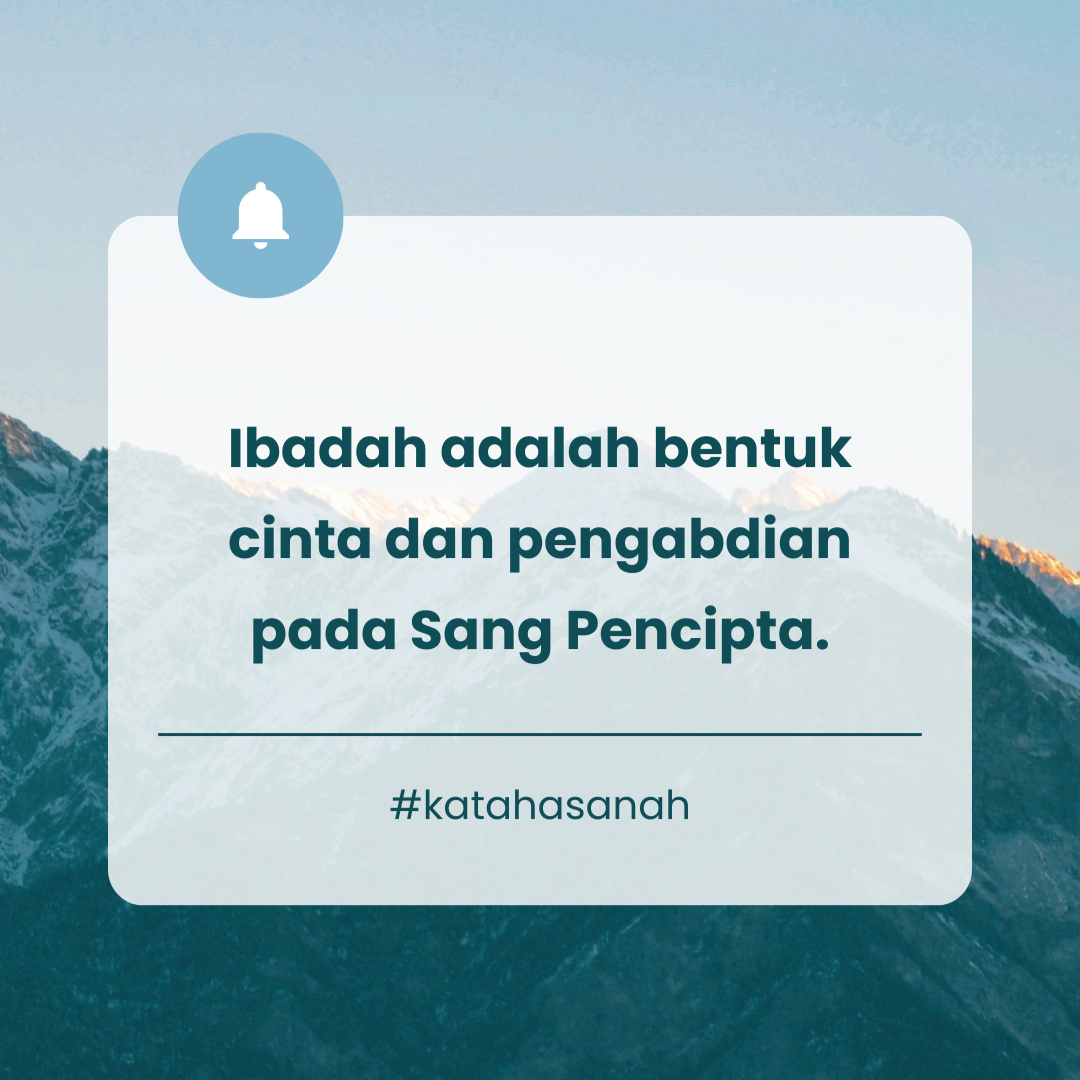 Ibadah adalah bentuk
cinta dan pengabdian
pada Sang Pencipta.
#katahasanah